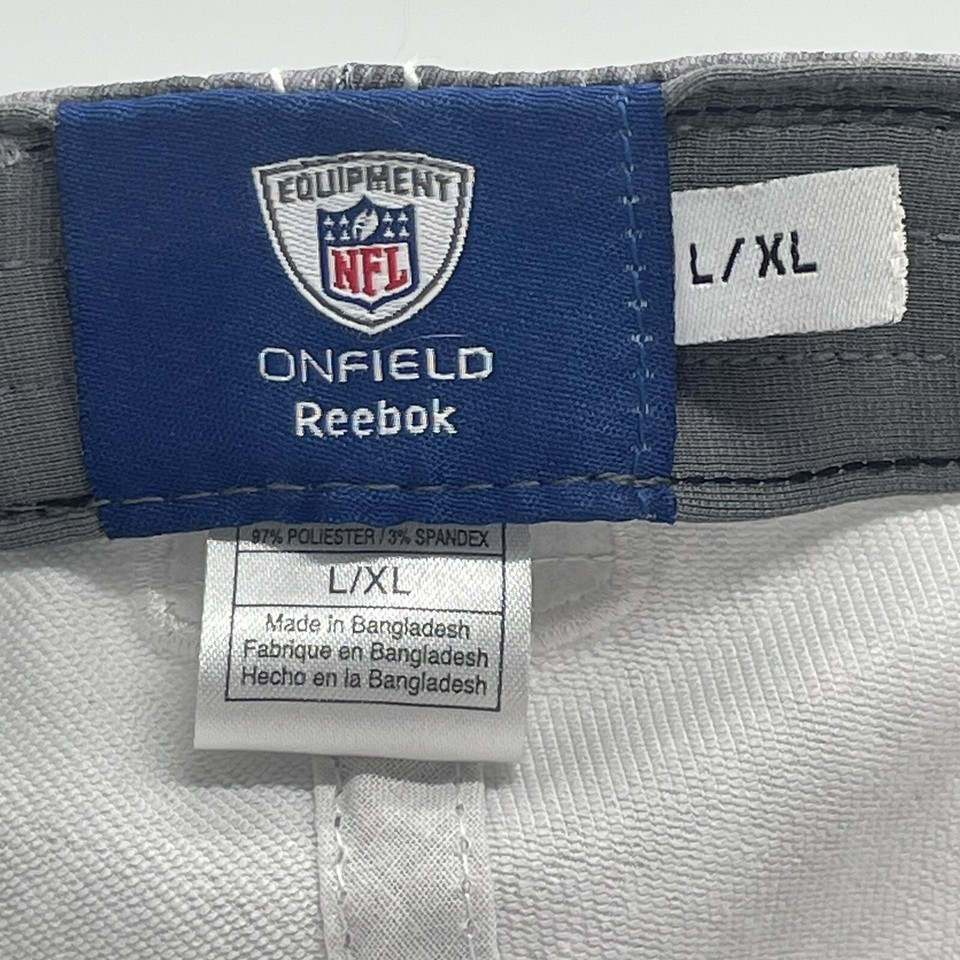 EQUIPMENT
NFL
ONFIELD
Reebok
L/XL
97% POLIESTER / 3% SPANDEX
L/XL
Made in Bangladesh
Fabrique en Bangladesh
Hecho en la Bangladesh